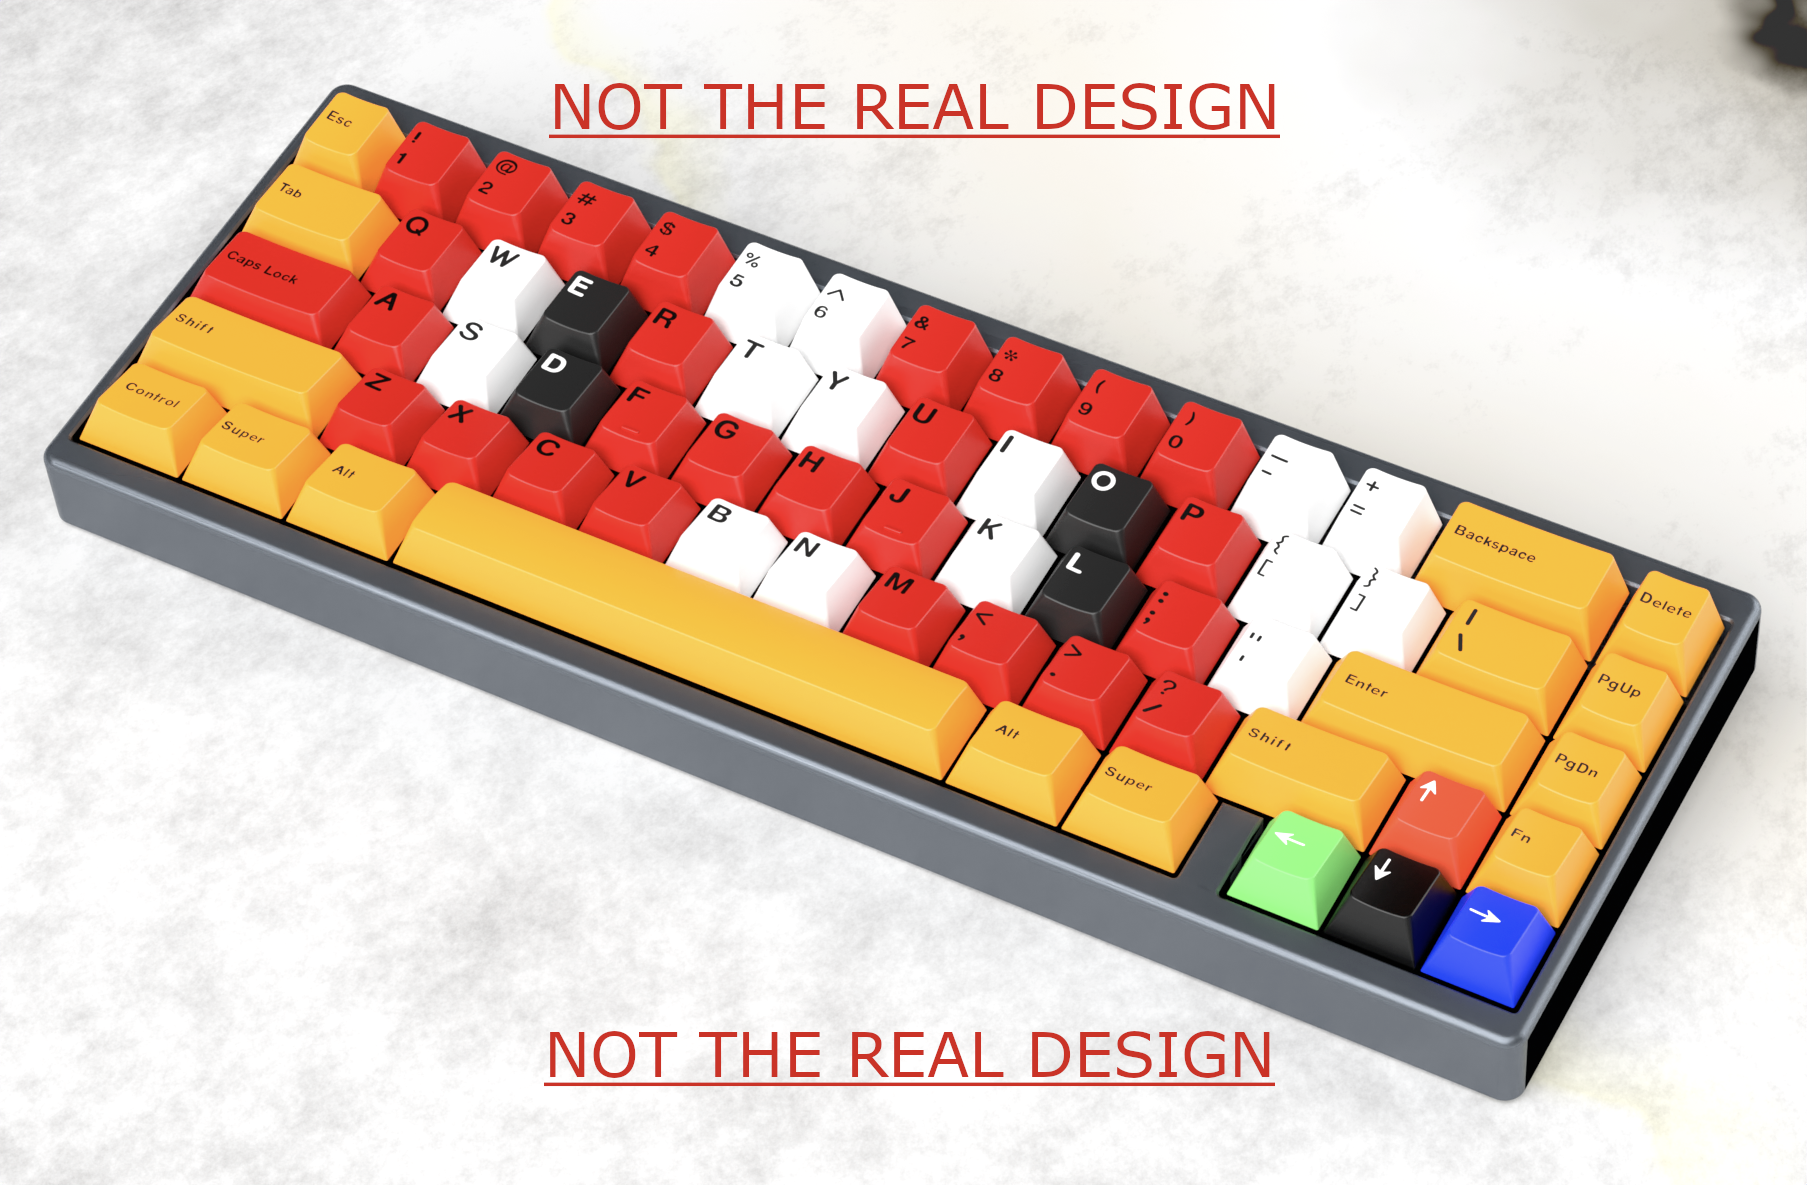 NOT THE REAL DESIGN
Esc ! 1 @ 2 # 3 $ 4 % 5 ^ 6 & 7 * 8 ( 9 ) 0 _ - + = Backspace Delete
Tab Q W E R T Y U I O P { [ } ] | \ PgUp
Caps Lock A S D F _ G H J _ K L : ; " ' Enter PgDn
Shift Z X C V B N M < , > . ? / Shift ↑ Fn
Control Super Alt Alt Super ← ↓ →
NOT THE REAL DESIGN